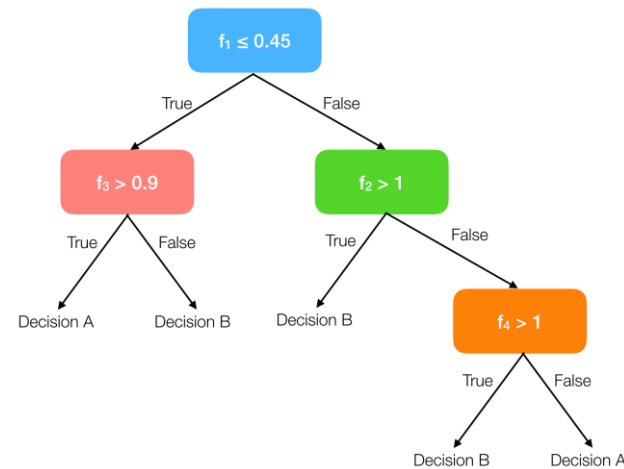 f₁ ≤ 0.45
True
False
f₃ > 0.9
f₂ > 1
True
False
True
False
Decision A
Decision B
Decision B
f₄ > 1
True
False
Decision B
Decision A